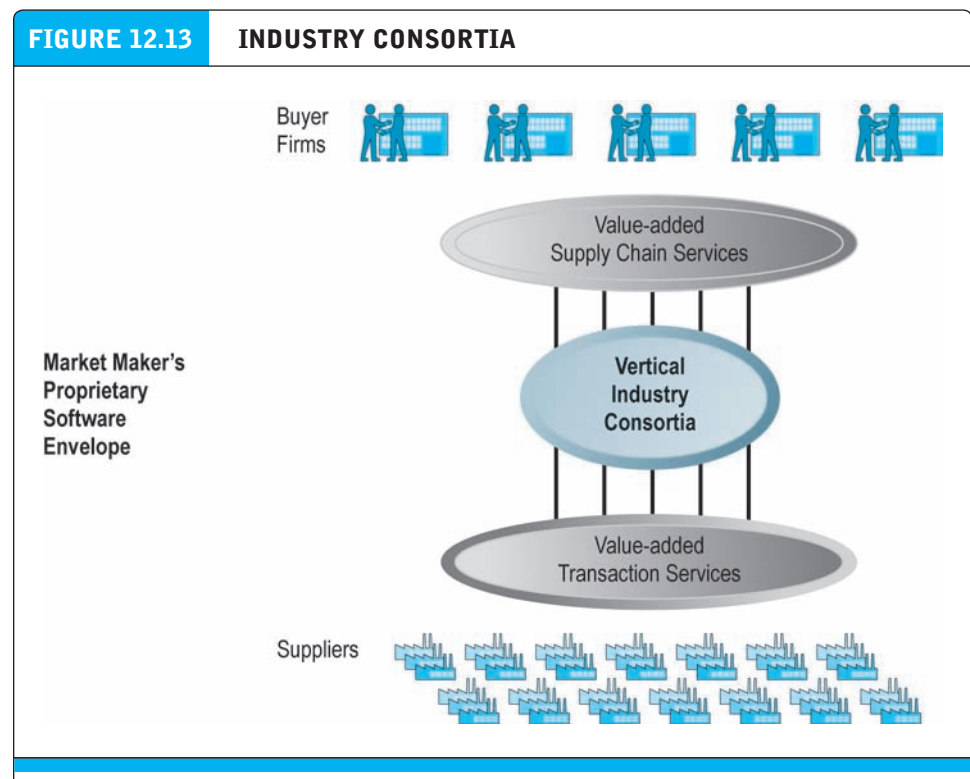 FIGURE 12.13 INDUSTRY CONSORTIA
Buyer
Firms
Value-added
Supply Chain Services
Market Maker's
Proprietary
Software
Envelope
Vertical
Industry
Consortia
Value-added
Transaction Services
Suppliers